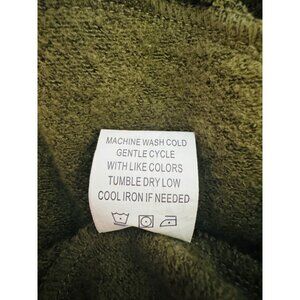 MACHINE WASH COLD
GENTLE CYCLE
WITH LIKE COLORS
TUMBLE DRY LOW
COOL IRON IF NEEDED